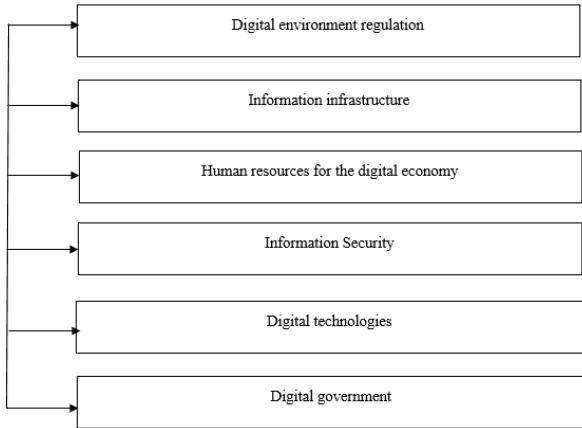 Digital environment regulation
Information infrastructure
Human resources for the digital economy
Information Security
Digital technologies
Digital government